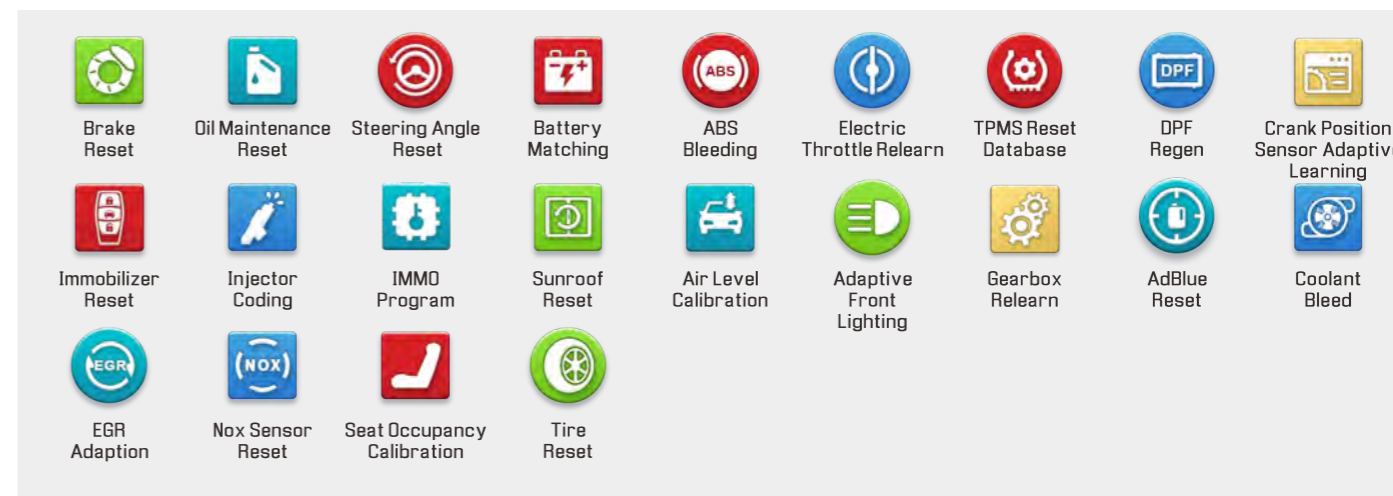 ABS
DPF
Brake
Reset
Oil Maintenance
Reset
Steering Angle
Reset
Battery
Matching
ABS
Bleeding
Electric
Throttle Relearn
TPMS Reset
Database
DPF
Regen
Crank Position
Sensor Adaptive
Learning
Immobilizer
Reset
Injector
Coding
IMMO
Program
Sunroof
Reset
Air Level
Calibration
Adaptive
Front
Lighting
Gearbox
Relearn
AdBlue
Reset
Coolant
Bleed
EGR
NOX
EGR
Adaption
Nox Sensor
Reset
Seat Occupancy
Calibration
Tire
Reset